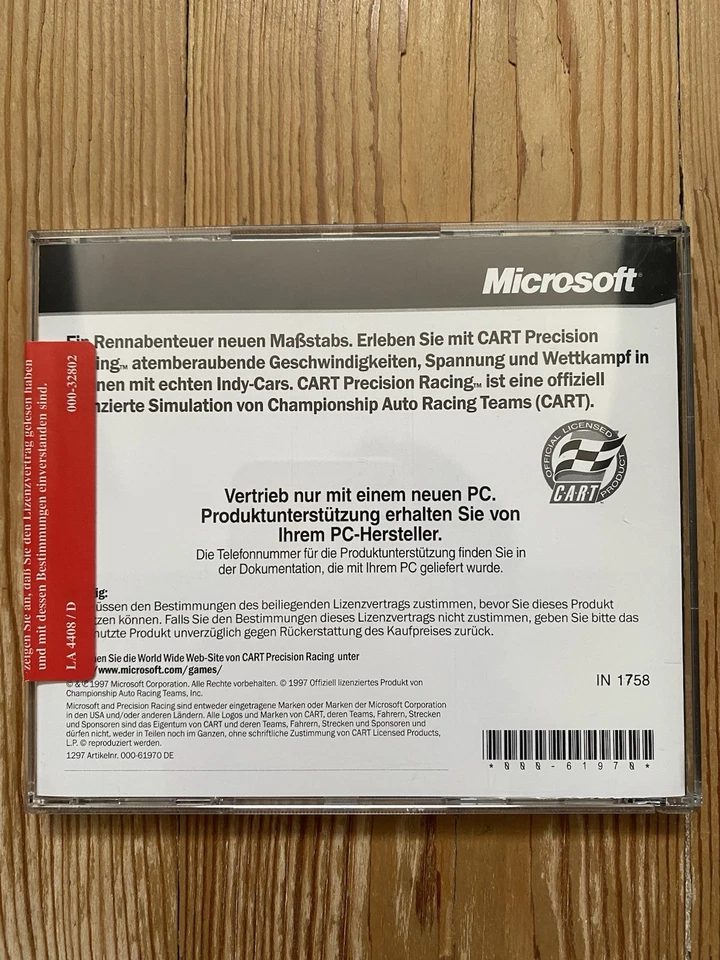 Microsoft
Rennabenteuer neuen Maßstabs. Erleben Sie mit CART Precision
ing™ atemberaubende Geschwindigkeiten, Spannung und Wettkampf in
nen mit echten Indy-Cars. CART Precision Racing™ ist eine offiziell
nzierte Simulation von Championship Auto Racing Teams (CART).
OFFICIAL LICENSED
CART
PRODUCT
Vertrieb nur mit einem neuen PC.
Produktunterstützung erhalten Sie von
Ihrem PC-Hersteller.
Die Telefonnummer für die Produktunterstützung finden Sie in
der Dokumentation, die mit Ihrem PC geliefert wurde.
zeigen Sie an, daß Sie den Lizenzvertrag gelesen haben
und mit dessen Bestimmungen einverstanden sind.
LA 4408 / D 000-32802
ig:
üssen den Bestimmungen des beiliegenden Lizenzvertrags zustimmen, bevor Sie dieses Produkt
tzen können. Falls Sie den Bestimmungen dieses Lizenzvertrags nicht zustimmen, geben Sie bitte das
nutzte Produkt unverzüglich gegen Rückerstattung des Kaufpreises zurück.
hen Sie die World Wide Web-Site von CART Precision Racing unter
/www.microsoft.com/games/
© & ℗ 1997 Microsoft Corporation. Alle Rechte vorbehalten. © 1997 Offiziell lizenziertes Produkt von
Championship Auto Racing Teams, Inc.
IN 1758
Microsoft and Precision Racing sind entweder eingetragene Marken oder Marken der Microsoft Corporation
in den USA und/oder anderen Ländern. Alle Logos und Marken von CART, deren Teams, Fahrern, Strecken
und Sponsoren sind das Eigentum von CART und deren Teams, Fahrern, Strecken und Sponsoren und
dürfen nicht, weder in Teilen noch im Ganzen, ohne schriftliche Zustimmung von CART Licensed Products,
L.P. © reproduziert werden.
1297 Artikelnr. 000-61970 DE
*000-61970*